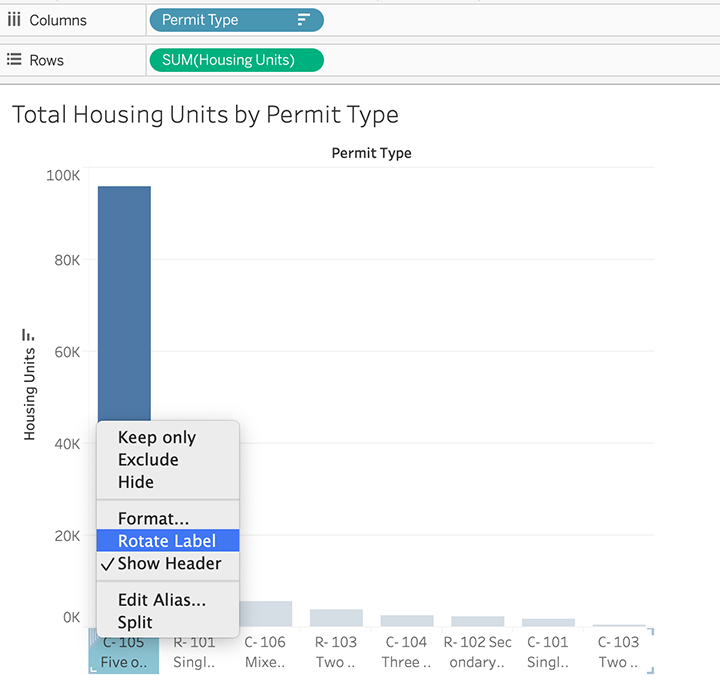 Columns
Permit Type
Rows
SUM(Housing Units)
Total Housing Units by Permit Type
Permit Type
100K
80K
60K
40K
20K
0K
Housing Units
Keep only
Exclude
Hide
Format...
Rotate Label
Show Header
Edit Alias...
Split
C- 105
Five o..
R- 101
Singl..
C- 106
Mixe..
R- 103
Two ..
C- 104
Three ..
R- 102 Sec
ondary..
C- 101
Singl..
C- 103
Two ..